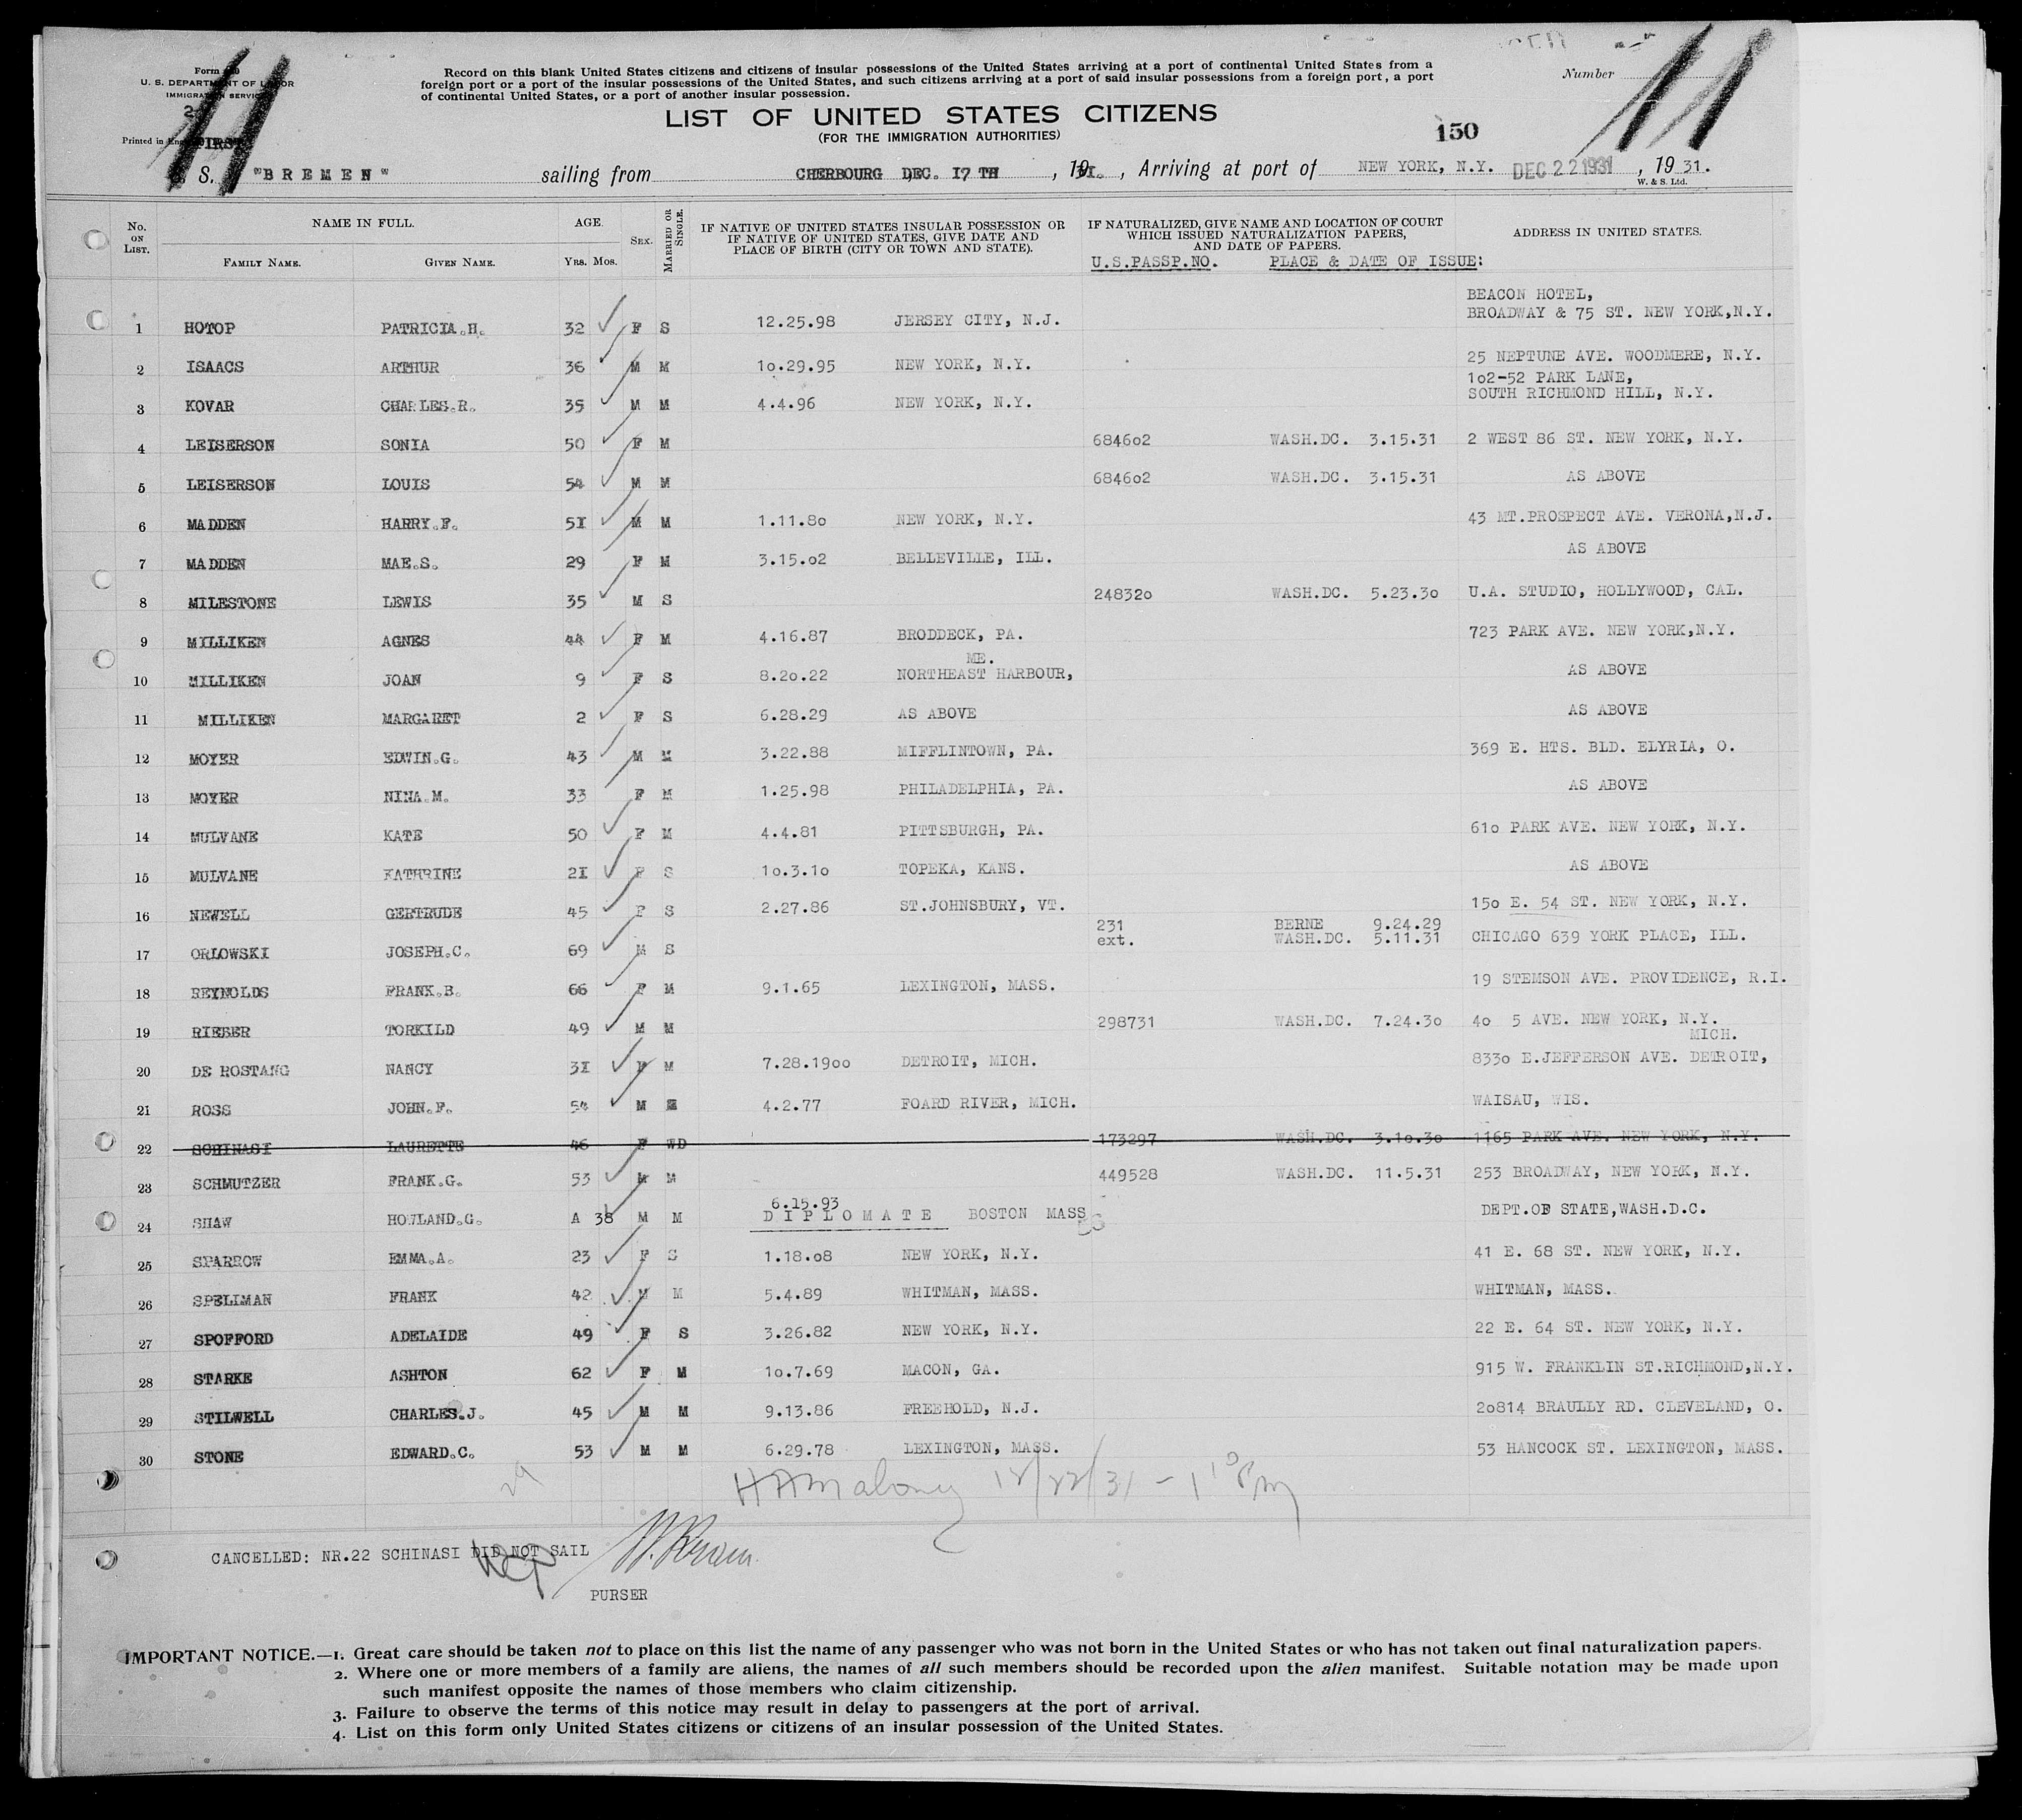 Form
U. S. DEPARTMENT OF LABOR
IMMIGRATION SERVICE
Printed in
FIRST
11
Record on this blank United States citizens and citizens of insular possessions of the United States arriving at a port of continental United States from a
foreign port or a port of the insular possessions of the United States, and such citizens arriving at a port of said insular possessions from a foreign port, a port
of continental United States, or a port of another insular possession.
LIST OF UNITED STATES CITIZENS
(FOR THE IMMIGRATION AUTHORITIES)
Number
11
150
S. "BREMEN" sailing from CHERBOURG DEC. 17 TH , 1931. , Arriving at port of NEW YORK, N.Y. DEC 22 1931 , 19 31.
W. & S. Ltd.
No. ON LIST. NAME IN FULL. AGE. SEX. MARRIED OR SINGLE. IF NATIVE OF UNITED STATES INSULAR POSSESSION OR IF NATIVE OF UNITED STATES, GIVE DATE AND PLACE OF BIRTH (CITY OR TOWN AND STATE). IF NATURALIZED, GIVE NAME AND LOCATION OF COURT WHICH ISSUED NATURALIZATION PAPERS, AND DATE OF PAPERS. ADDRESS IN UNITED STATES.
FAMILY NAME. GIVEN NAME. YRS. MOS. U.S.PASSP.NO. PLACE & DATE OF ISSUE:
BEACON HOTEL,
1 HOTOP PATRICIA.H. 32 F S 12.25.98 JERSEY CITY, N.J. BROADWAY & 75 ST. NEW YORK,N.Y.
2 ISAACS ARTHUR 36 M M 10.29.95 NEW YORK, N.Y. 25 NEPTUNE AVE. WOODMERE, N.Y.
102-52 PARK LANE,
3 KOVAR CHARLES.R. 35 M M 4.4.96 NEW YORK, N.Y. SOUTH RICHMOND HILL, N.Y.
4 LEISERSON SONIA 50 F M 684602 WASH.DC. 3.15.31 2 WEST 86 ST. NEW YORK, N.Y.
5 LEISERSON LOUIS 54 M M 684602 WASH.DC. 3.15.31 AS ABOVE
6 MADDEN HARRY.F. 51 M M 1.11.80 NEW YORK, N.Y. 43 MT.PROSPECT AVE. VERONA,N.J.
7 MADDEN MAE.S. 29 F M 3.15.02 BELLEVILLE, ILL. AS ABOVE
8 MILESTONE LEWIS 35 M S 248320 WASH.DC. 5.23.30 U.A. STUDIO, HOLLYWOOD, CAL.
9 MILLIKEN AGNES 44 F M 4.16.87 BRODDECK, PA. 723 PARK AVE. NEW YORK,N.Y.
ME.
10 MILLIKEN JOAN 9 F S 8.20.22 NORTHEAST HARBOUR, AS ABOVE
11 MILLIKEN MARGARET 2 F S 6.28.29 AS ABOVE AS ABOVE
12 MOYER EDWIN.G. 43 M M 3.22.88 MIFFLINTOWN, PA. 369 E. HTS. BLD. ELYRIA, O.
13 MOYER NINA.M. 33 F M 1.25.98 PHILADELPHIA, PA. AS ABOVE
14 MULVANE KATE 50 F M 4.4.81 PITTSBURGH, PA. 610 PARK AVE. NEW YORK, N.Y.
15 MULVANE KATHRINE 21 F S 10.3.10 TOPEKA, KANS. AS ABOVE
16 NEWELL GERTRUDE 45 F S 2.27.86 ST.JOHNSBURY, VT. 150 E. 54 ST. NEW YORK, N.Y.
231 BERNE 9.24.29
17 ORLOWSKI JOSEPH.C. 69 M S ext. WASH.DC. 5.11.31 CHICAGO 639 YORK PLACE, ILL.
18 REYNOLDS FRANK.B. 66 F M 9.1.65 LEXINGTON, MASS. 19 STEMSON AVE. PROVIDENCE, R.I.
19 RIEBER TORKILD 49 M M 298731 WASH.DC. 7.24.30 40 5 AVE. NEW YORK, N.Y.
MICH.
20 DE ROSTANG NANCY 31 F M 7.28.1900 DETROIT, MICH. 8330 E.JEFFERSON AVE. DETROIT,
21 ROSS JOHN.F. 54 M M 4.2.77 FOARD RIVER, MICH. WAISAU, WIS.
22 SCHINASI LAURETTE 46 F WD 173297 WASH.DC. 3.10.30 1165 PARK AVE. NEW YORK, N.Y.
23 SCHMUTZER FRANK.G. 53 M M 449528 WASH.DC. 11.5.31 253 BROADWAY, NEW YORK, N.Y.
6.15.93
24 SHAW HOWLAND.G. A 38 M M DIPLOMATE BOSTON MASS DEPT.OF STATE,WASH.D.C.
25 SPARROW EMMA.A. 23 F S 1.18.08 NEW YORK, N.Y. 41 E. 68 ST. NEW YORK, N.Y.
26 SPELLMAN FRANK 42 M M 5.4.89 WHITMAN, MASS. WHITMAN, MASS.
27 SPOFFORD ADELAIDE 49 F S 3.26.82 NEW YORK, N.Y. 22 E. 64 ST. NEW YORK, N.Y.
28 STARKE ASHTON 62 F M 10.7.69 MACON, GA. 915 W. FRANKLIN ST.RICHMOND,N.Y.
29 STILWELL CHARLES.J. 45 M M 9.13.86 FREEHOLD, N.J. 20814 BRAULLY RD. CLEVELAND, O.
30 STONE EDWARD.C. 53 M M 6.29.78 LEXINGTON, MASS. 53 HANCOCK ST. LEXINGTON, MASS.
29 HAMaloney 12/22/31 - 1 10 PM
CANCELLED: NR.22 SCHINASI DID NOT SAIL
PURSER
IMPORTANT NOTICE.—1. Great care should be taken not to place on this list the name of any passenger who was not born in the United States or who has not taken out final naturalization papers.
2. Where one or more members of a family are aliens, the names of all such members should be recorded upon the alien manifest. Suitable notation may be made upon
such manifest opposite the names of those members who claim citizenship.
3. Failure to observe the terms of this notice may result in delay to passengers at the port of arrival.
4. List on this form only United States citizens or citizens of an insular possession of the United States.